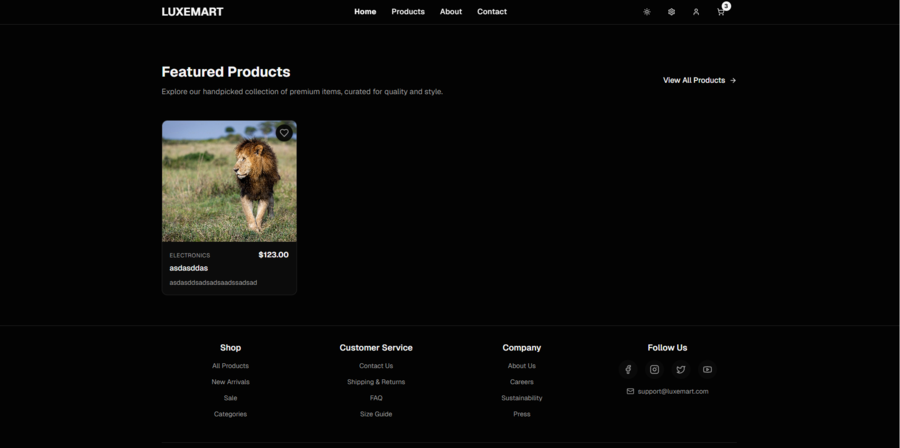 LUXEMART
Home Products About Contact
3
Featured Products
Explore our handpicked collection of premium items, curated for quality and style.
View All Products →
ELECTRONICS $123.00
asdasddas
asdasddsadsadsaadssadsad
Shop
All Products
New Arrivals
Sale
Categories
Customer Service
Contact Us
Shipping & Returns
FAQ
Size Guide
Company
About Us
Careers
Sustainability
Press
Follow Us
support@luxemart.com